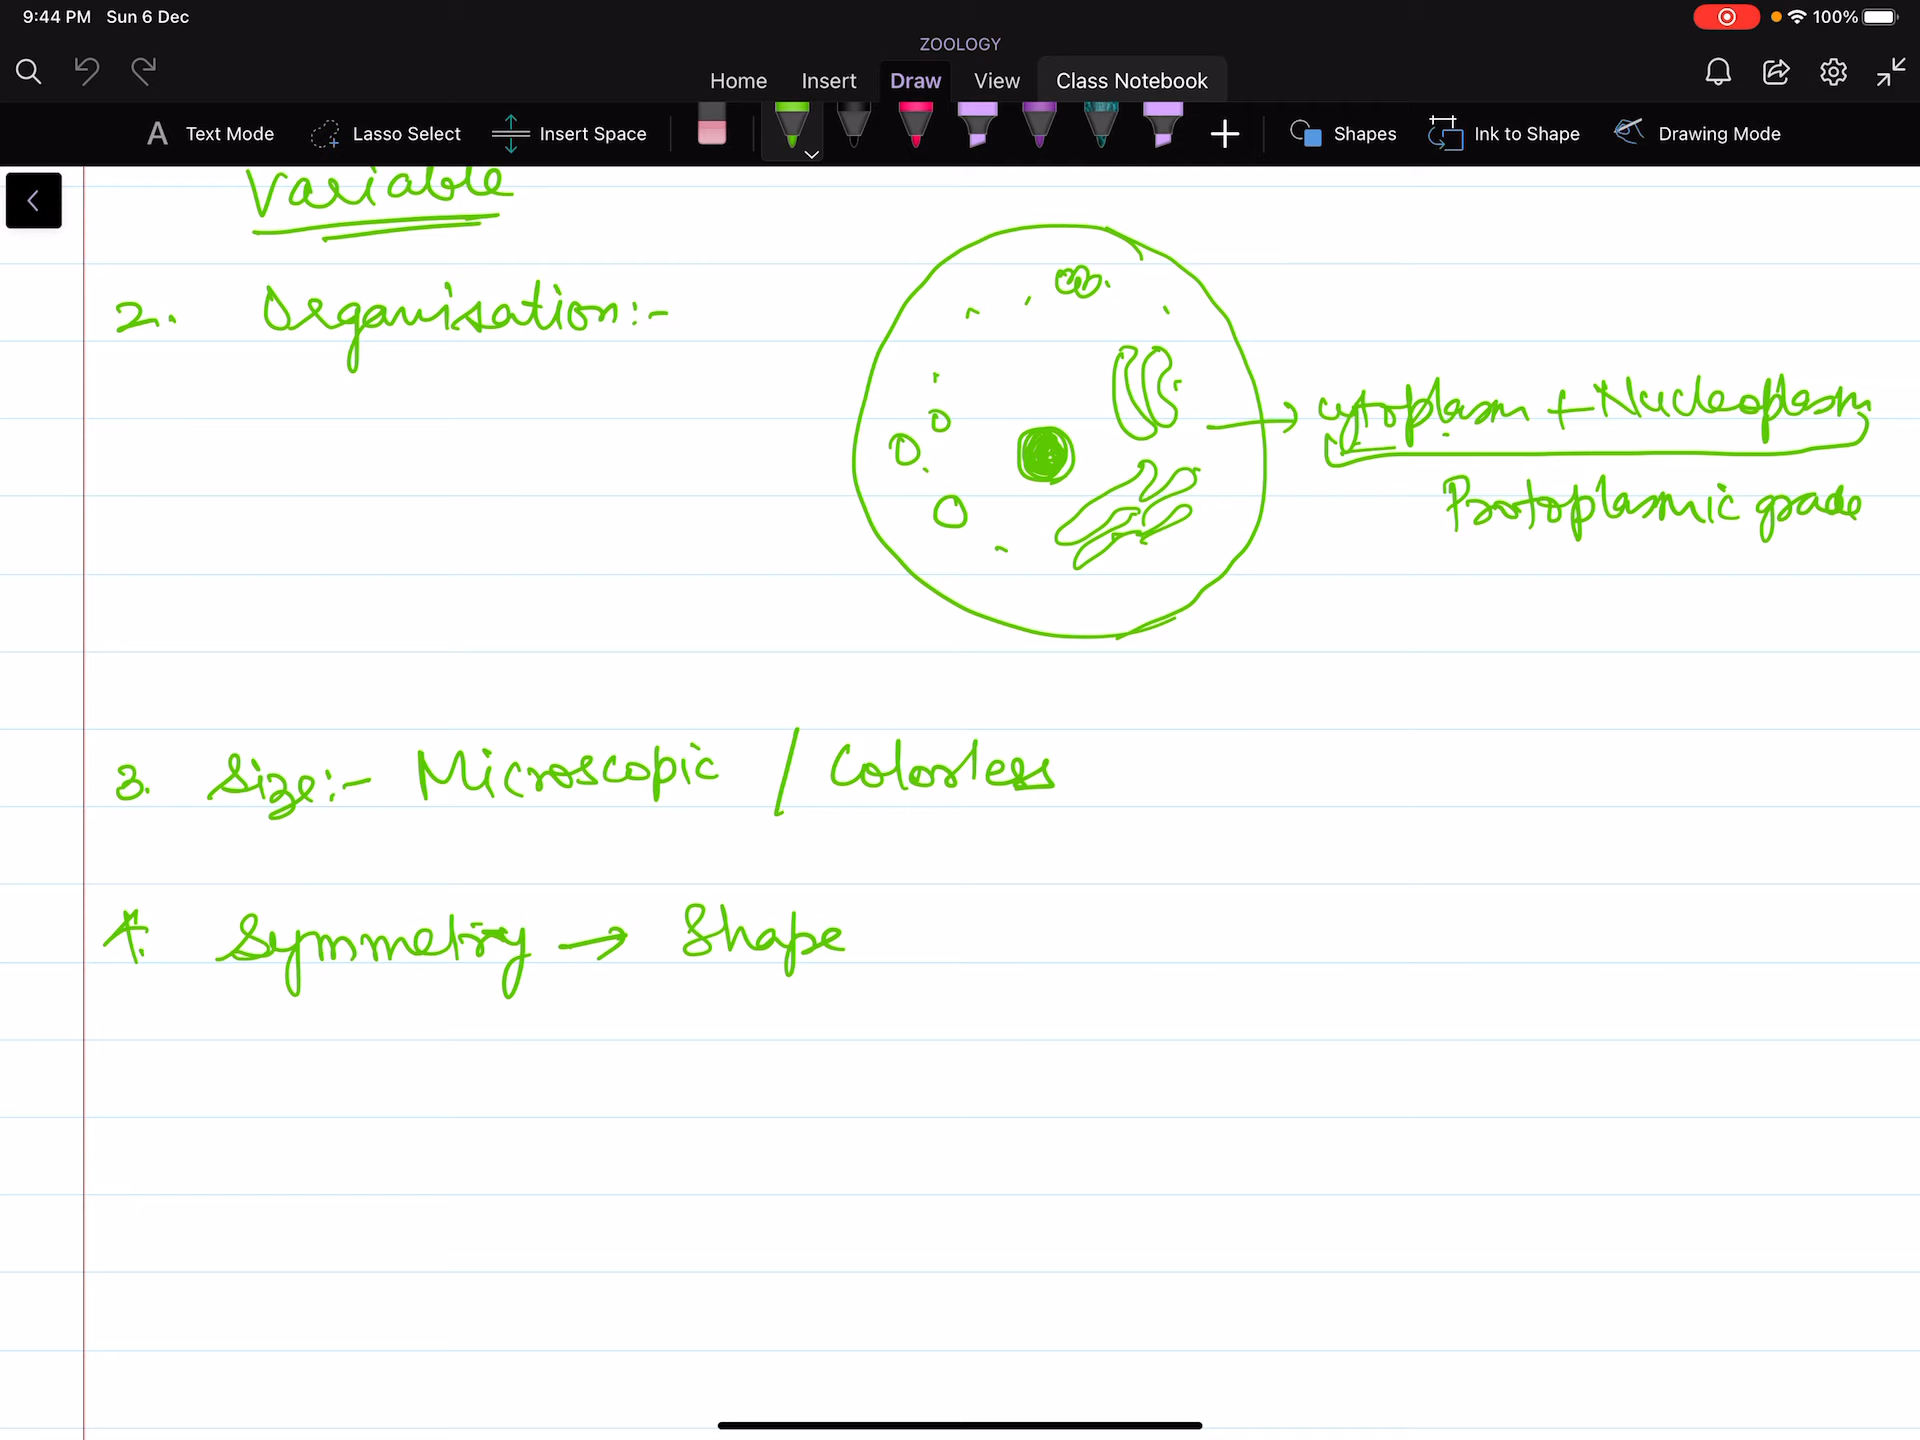 9:44 PM Sun 6 Dec
100%
ZOOLOGY
Home Insert Draw View Class Notebook
Text Mode Lasso Select Insert Space Shapes Ink to Shape Drawing Mode
Variable
2. Organisation:-
Cytoplasm + Nucleoplasm
Protoplasmic grade
3. Size:- Microscopic / Colorless
4. Symmetry → Shape